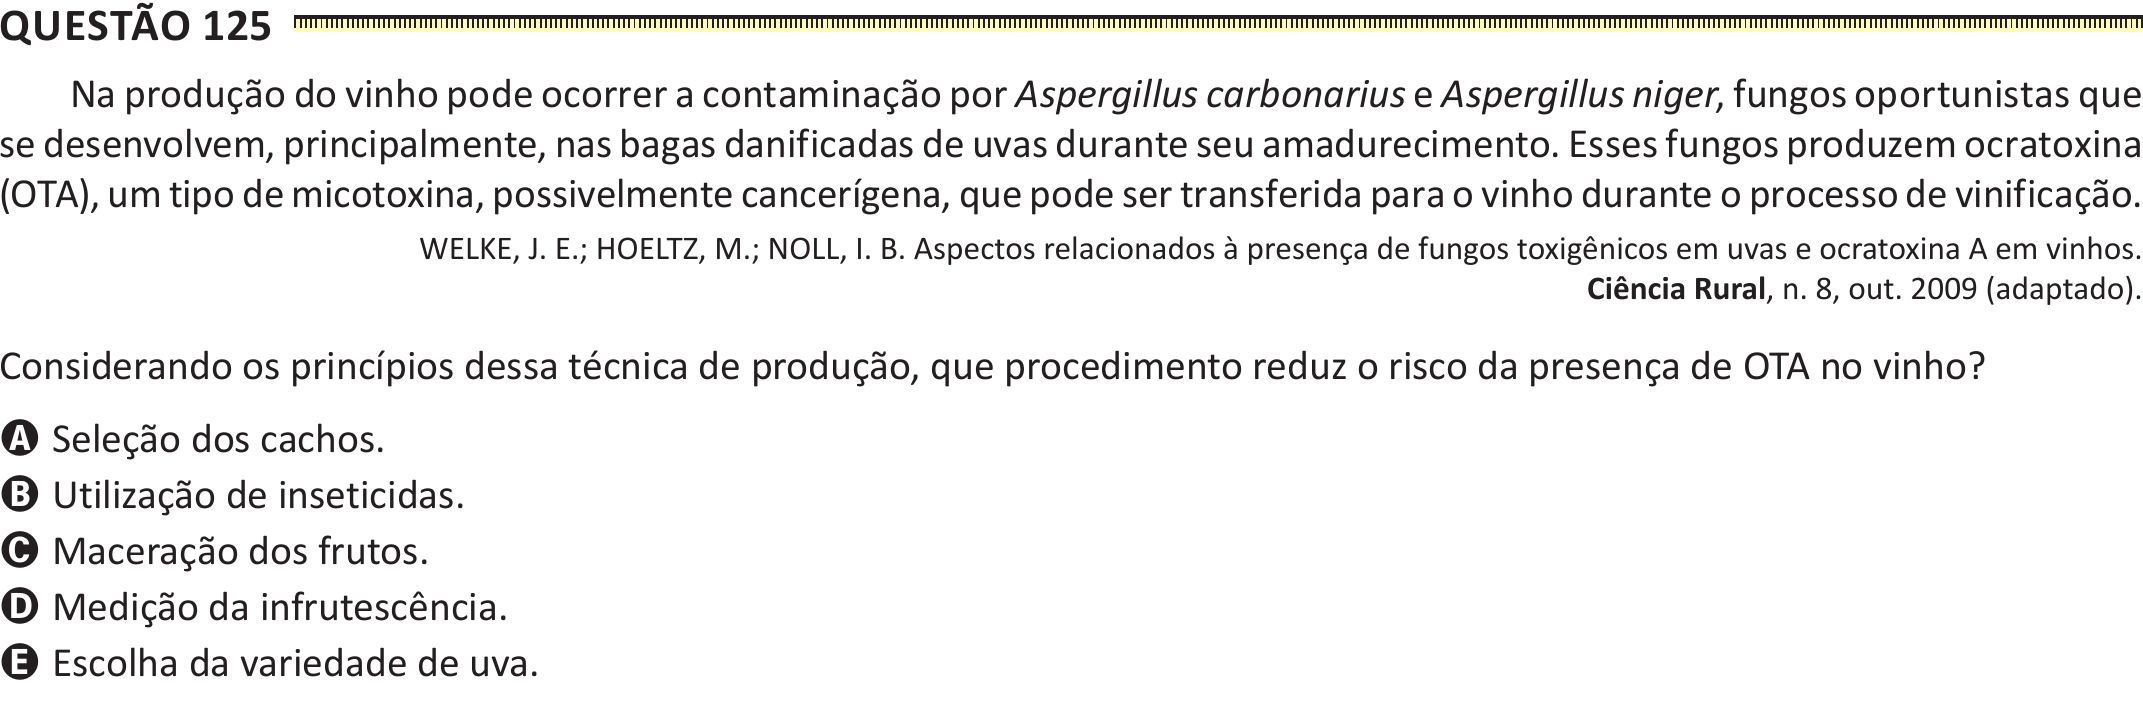 QUESTÃO 125
Na produção do vinho pode ocorrer a contaminação por Aspergillus carbonarius e Aspergillus niger, fungos oportunistas que
se desenvolvem, principalmente, nas bagas danificadas de uvas durante seu amadurecimento. Esses fungos produzem ocratoxina
(OTA), um tipo de micotoxina, possivelmente cancerígena, que pode ser transferida para o vinho durante o processo de vinificação.
WELKE, J. E.; HOELTZ, M.; NOLL, I. B. Aspectos relacionados à presença de fungos toxigênicos em uvas e ocratoxina A em vinhos.
Ciência Rural, n. 8, out. 2009 (adaptado).
Considerando os princípios dessa técnica de produção, que procedimento reduz o risco da presença de OTA no vinho?
A Seleção dos cachos.
B Utilização de inseticidas.
C Maceração dos frutos.
D Medição da infrutescência.
E Escolha da variedade de uva.